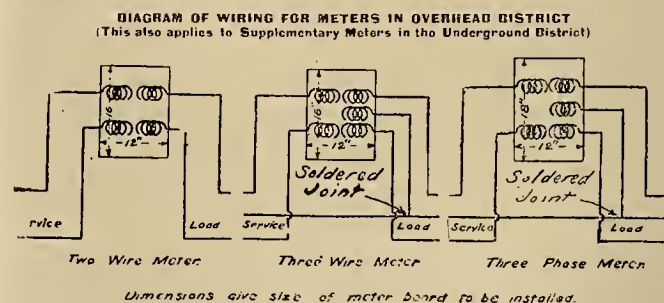 DIAGRAM OF WIRING FOR METERS IN OVERHEAD DISTRICT
(This also applies to Supplementary Meters in the Underground District)
16"
-12"-
rvice
Load
Two Wire Meter.
16"
-12"-
Soldered
Joint
Service
Load
Three Wire Meter
18"
-12"-
Soldered
Joint
Service
Load
Three Phase Meter.
Dimensions give size of meter board to be installed.